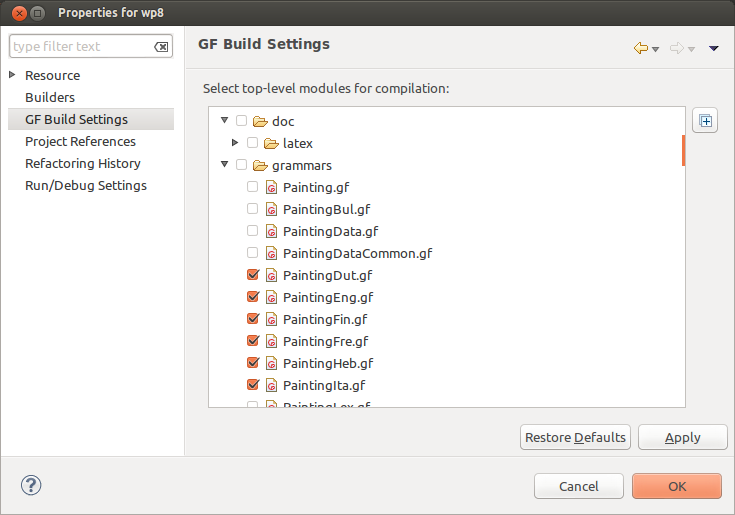 Properties for wp8
type filter text
Resource
Builders
GF Build Settings
Project References
Refactoring History
Run/Debug Settings
GF Build Settings
Select top-level modules for compilation:
doc
latex
grammars
Painting.gf
PaintingBul.gf
PaintingData.gf
PaintingDataCommon.gf
PaintingDut.gf
PaintingEng.gf
PaintingFin.gf
PaintingFre.gf
PaintingHeb.gf
PaintingIta.gf
PaintingLex.gf
Restore Defaults
Apply
Cancel
OK